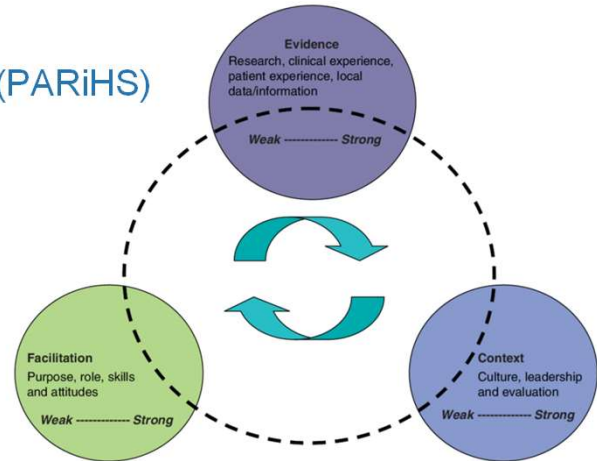 (PARiHS)
Evidence
Research, clinical experience,
patient experience, local
data/information
Weak ------------- Strong
Facilitation
Purpose, role, skills
and attitudes
Weak ------------- Strong
Context
Culture, leadership
and evaluation
Weak ------------- Strong